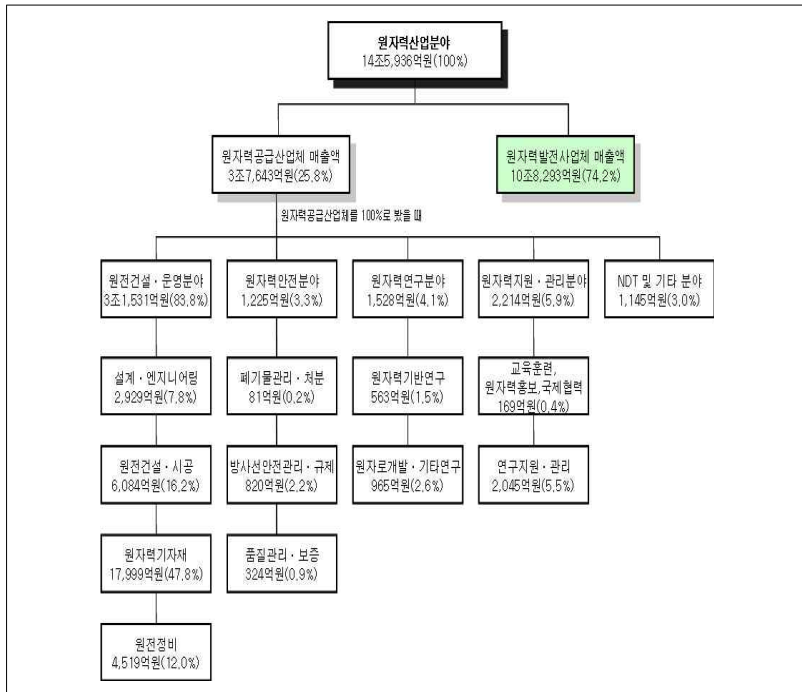 원자력산업분야
14조5,936억원(100%)
원자력공급산업체 매출액
3조7,643억원(25.8%)
원자력발전사업체 매출액
10조8,293억원(74.2%)
원자력공급산업체를 100%로 봤을 때
원전건설·운영분야
3조1,531억원(83.8%)
원자력안전분야
1,225억원(3.3%)
원자력연구분야
1,528억원(4.1%)
원자력지원·관리분야
2,214억원(5.9%)
NDT 및 기타 분야
1,145억원(3.0%)
설계·엔지니어링
2,929억원(7.8%)
폐기물관리·처분
81억원(0.2%)
원자력기반연구
563억원(1.5%)
교육훈련,
원자력홍보,국제협력
169억원(0.4%)
원전건설·시공
6,084억원(16.2%)
방사선안전관리·규제
820억원(2.2%)
원자로개발·기타연구
965억원(2.6%)
연구지원·관리
2,045억원(5.5%)
원자력기자재
17,999억원(47.8%)
품질관리·보증
324억원(0.9%)
원전정비
4,519억원(12.0%)